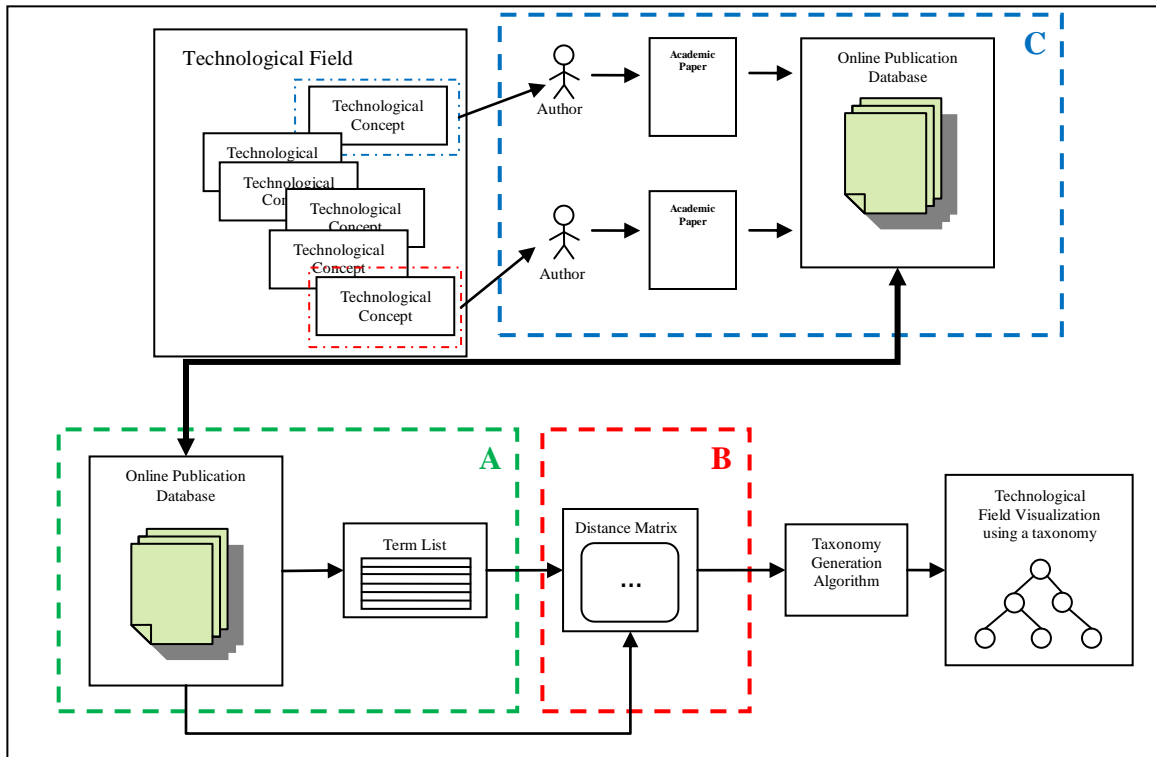 Technological Field
Technological
Concept
Technological
Technological
Technological
Concept
Technological
Concept
Technological
Concept
C
Author
Academic
Paper
Online Publication
Database
Author
Academic
Paper
A
Online Publication
Database
Term List
B
Distance Matrix
...
Taxonomy
Generation
Algorithm
Technological
Field Visualization
using a taxonomy